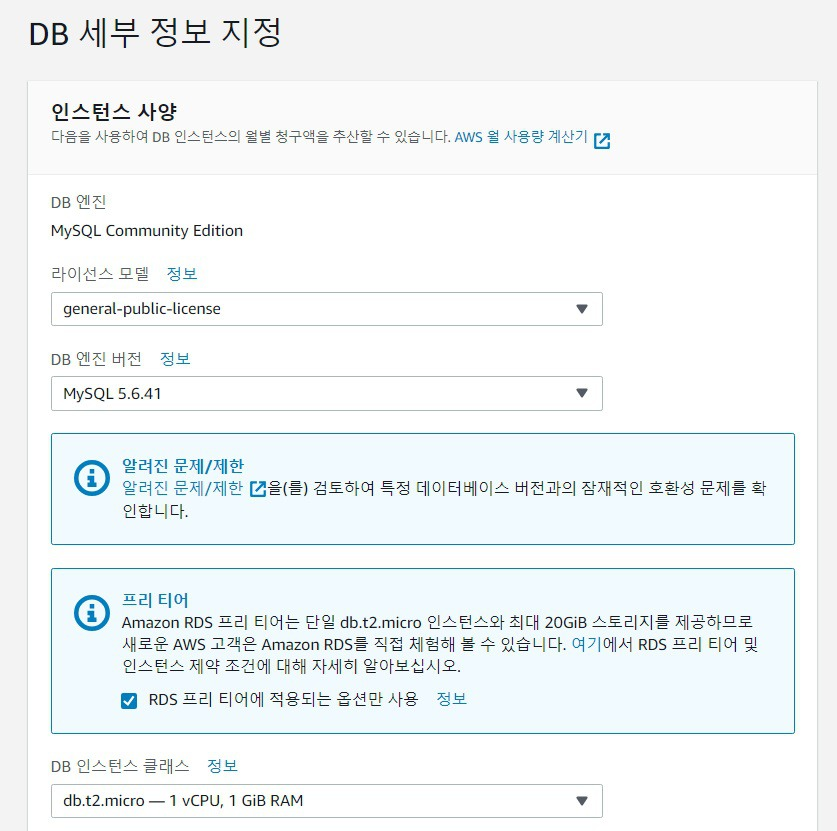 DB 세부 정보 지정
인스턴스 사양
다음을 사용하여 DB 인스턴스의 월별 청구액을 추산할 수 있습니다. AWS 월 사용량 계산기
DB 엔진
MySQL Community Edition
라이선스 모델 정보
general-public-license
DB 엔진 버전 정보
MySQL 5.6.41
알려진 문제/제한
알려진 문제/제한 을(를) 검토하여 특정 데이터베이스 버전과의 잠재적인 호환성 문제를 확
인합니다.
프리 티어
Amazon RDS 프리 티어는 단일 db.t2.micro 인스턴스와 최대 20GiB 스토리지를 제공하므로
새로운 AWS 고객은 Amazon RDS를 직접 체험해 볼 수 있습니다. 여기에서 RDS 프리 티어 및
인스턴스 제약 조건에 대해 자세히 알아보십시오.
RDS 프리 티어에 적용되는 옵션만 사용 정보
DB 인스턴스 클래스 정보
db.t2.micro — 1 vCPU, 1 GiB RAM